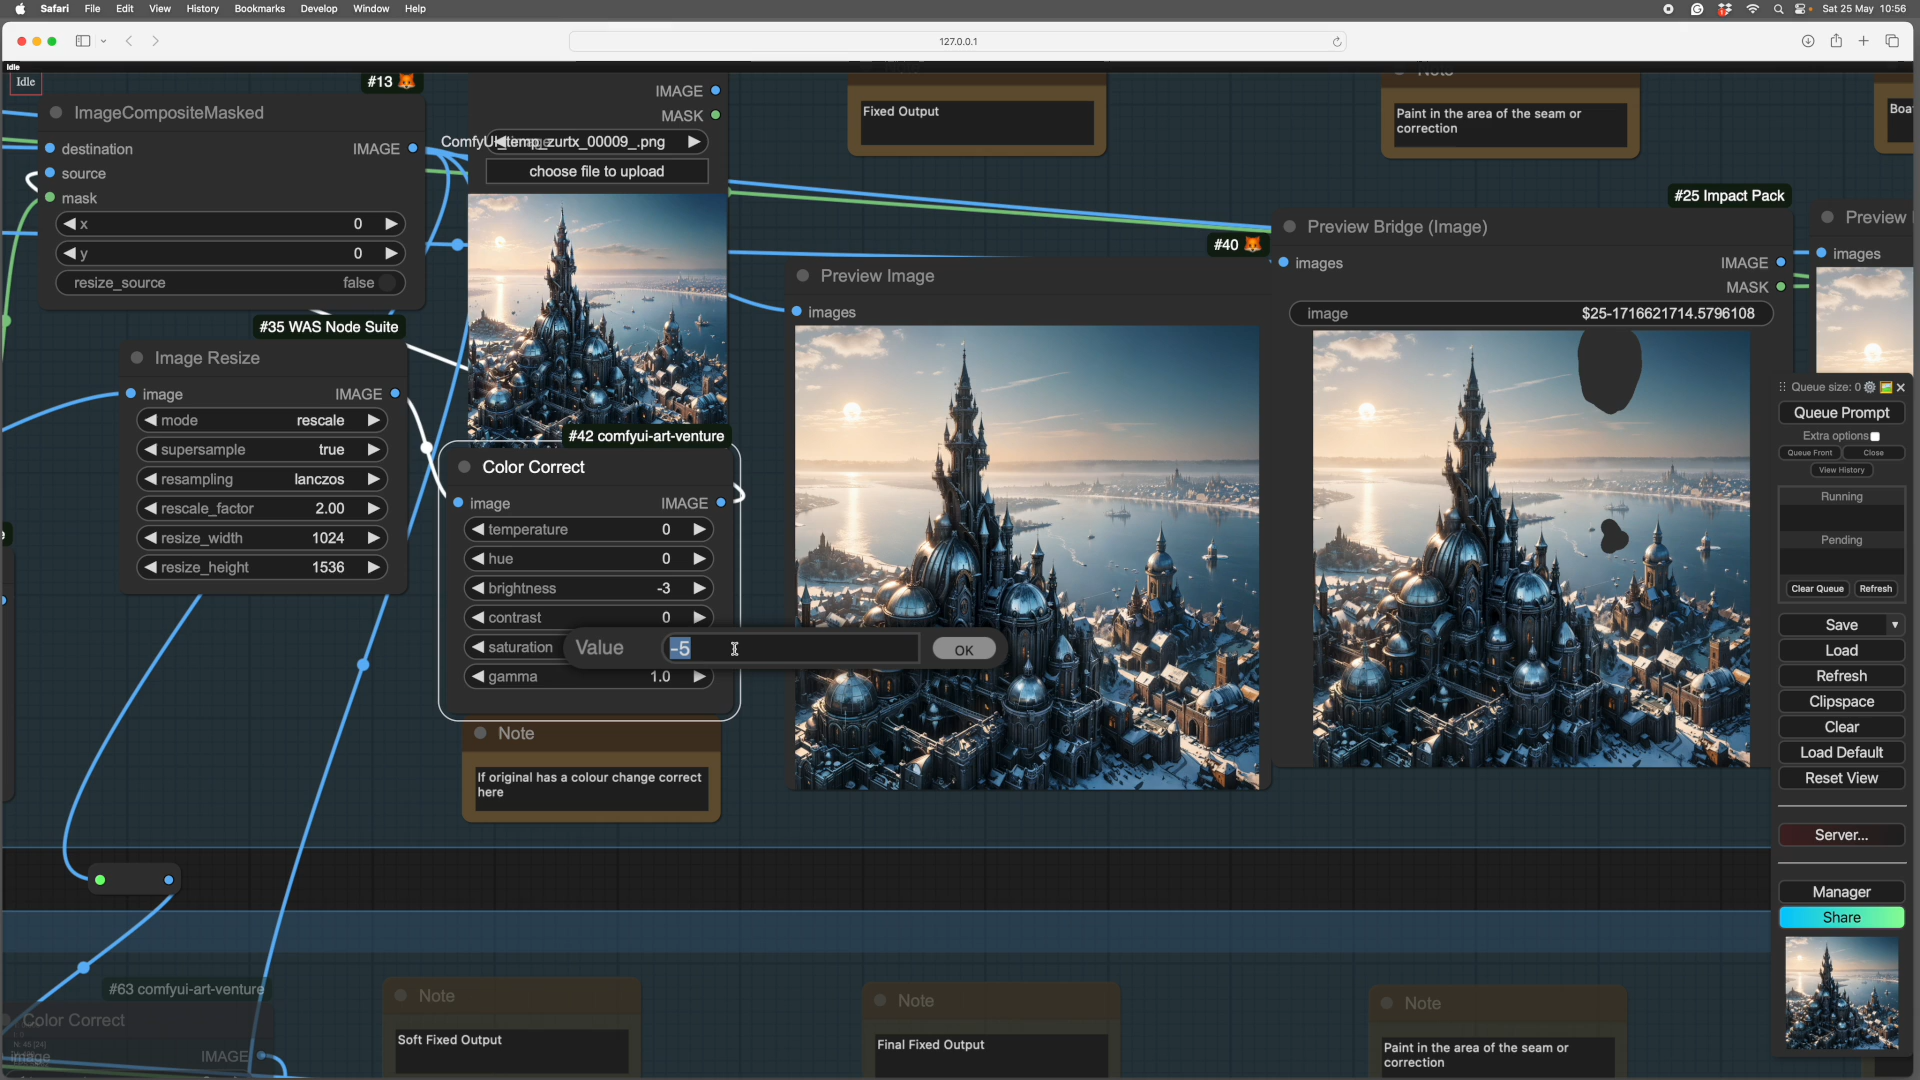 Safari File Edit View History Bookmarks Develop Window Help
Sat 25 May 10:56
127.0.0.1
Idle
Idle
#13
ImageCompositeMasked
destination IMAGE
source
mask
x 0
y 0
resize_source false
#35 WAS Node Suite
Image Resize
image IMAGE
mode rescale
supersample true
resampling lanczos
rescale_factor 2.00
resize_width 1024
resize_height 1536
IMAGE
MASK
ComfyUI_temp_zurtx_00009_.png
choose file to upload
#42 comfyui-art-venture
Color Correct
image IMAGE
temperature 0
hue 0
brightness -3
contrast 0
saturation
Value -5 OK
gamma 1.0
Note
If original has a colour change correct
here
Fixed Output
#40
Preview Image
images
Note
Paint in the area of the seam or
correction
#25 Impact Pack
Preview Bridge (Image)
images IMAGE
MASK
image $25-1716621714.5796108
Boa
Preview
images
Queue size: 0
Queue Prompt
Extra options
Queue Front Close
View History
Running
Pending
Clear Queue Refresh
Save
Load
Refresh
Clipspace
Clear
Load Default
Reset View
Server...
Manager
Share
#63 comfyui-art-venture
Color Correct
image IMAGE
Note
Soft Fixed Output
Note
Final Fixed Output
Note
Paint in the area of the seam or
correction